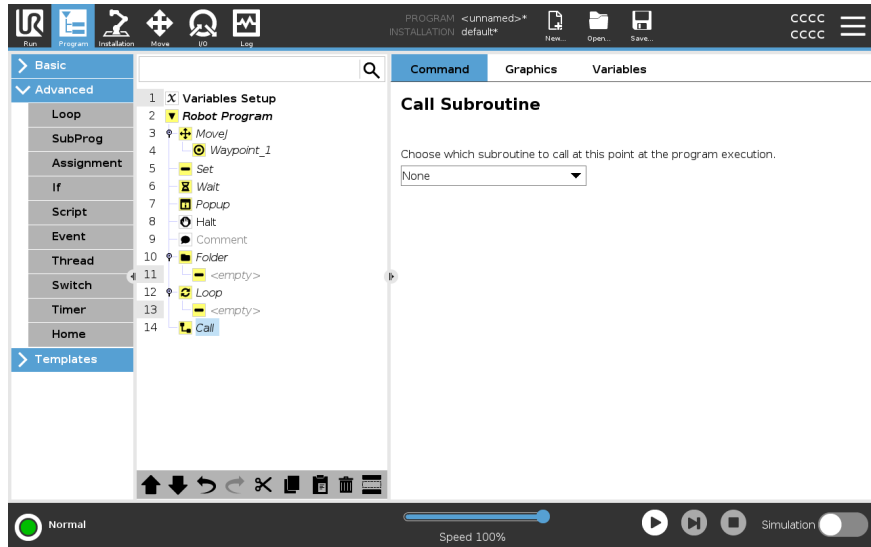 UR
Run
Program
Installation
Move
I/O
Log
PROGRAM <unnamed>*
INSTALLATION default*
New...
Open...
Save...
CCCC
CCCC
Basic
Advanced
Loop
SubProg
Assignment
If
Script
Event
Thread
Switch
Timer
Home
Templates
1 X Variables Setup
2 Robot Program
3 MoveJ
4 Waypoint_1
5 Set
6 Wait
7 Popup
8 Halt
9 Comment
10 Folder
11 <empty>
12 Loop
13 <empty>
14 Call
Command Graphics Variables
Call Subroutine
Choose which subroutine to call at this point at the program execution.
None
Normal
Speed 100%
Simulation